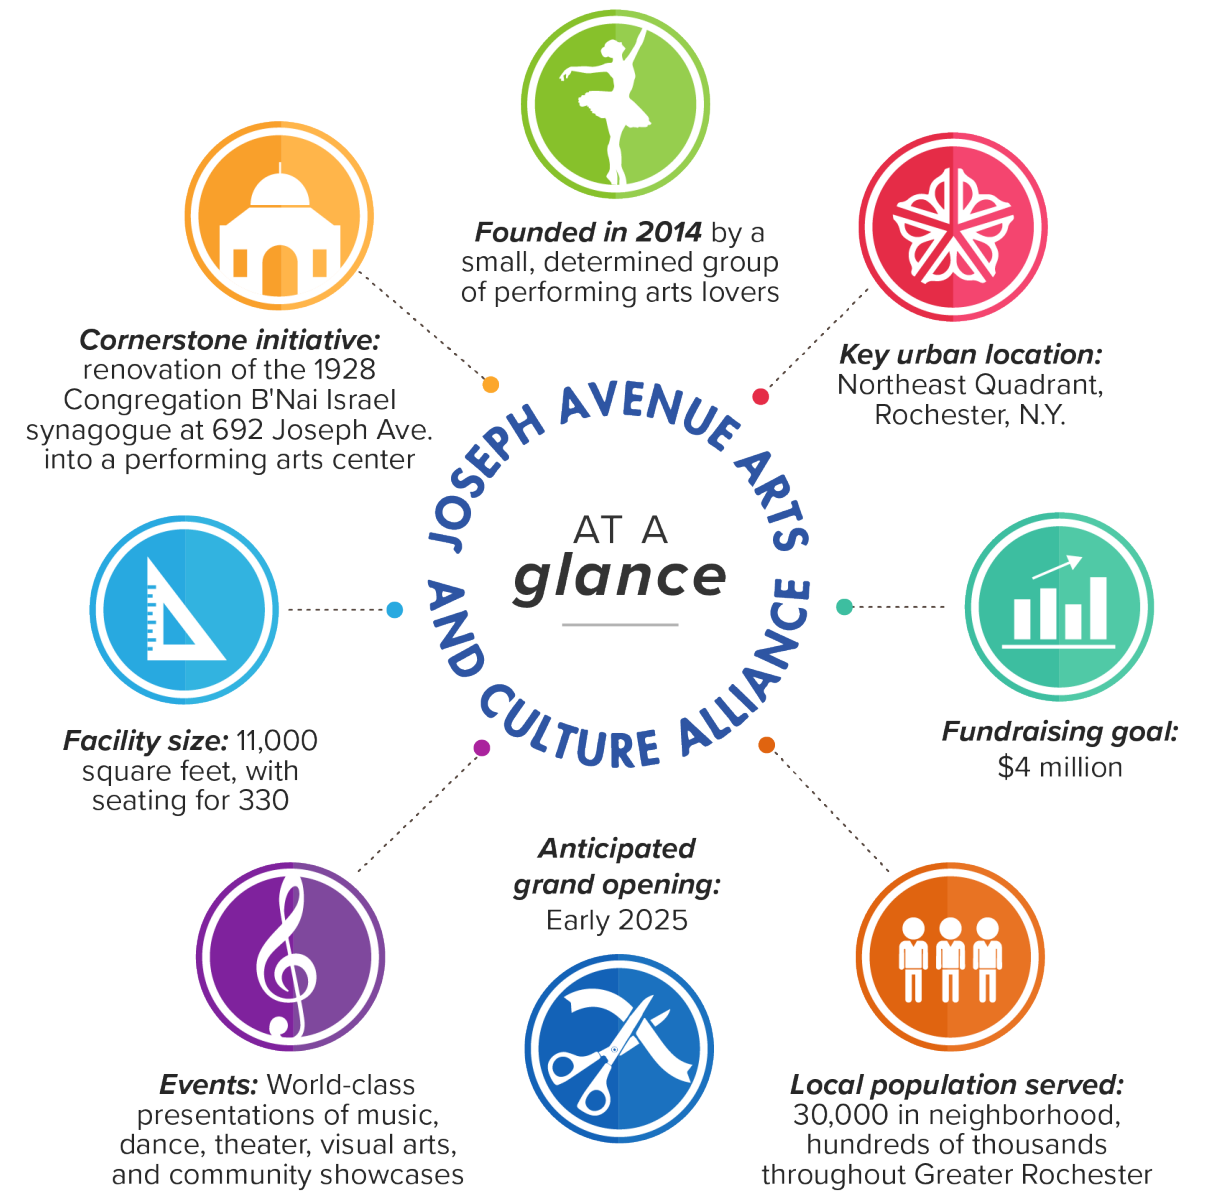 Founded in 2014 by a
small, determined group
of performing arts lovers
Cornerstone initiative:
renovation of the 1928
Congregation B'Nai Israel
synagogue at 692 Joseph Ave.
into a performing arts center
Key urban location:
Northeast Quadrant,
Rochester, N.Y.
JOSEPH AVENUE ARTS
AND CULTURE ALLIANCE
AT A
glance
Facility size: 11,000
square feet, with
seating for 330
Fundraising goal:
$4 million
Anticipated
grand opening:
Early 2025
Events: World-class
presentations of music,
dance, theater, visual arts,
and community showcases
Local population served:
30,000 in neighborhood,
hundreds of thousands
throughout Greater Rochester